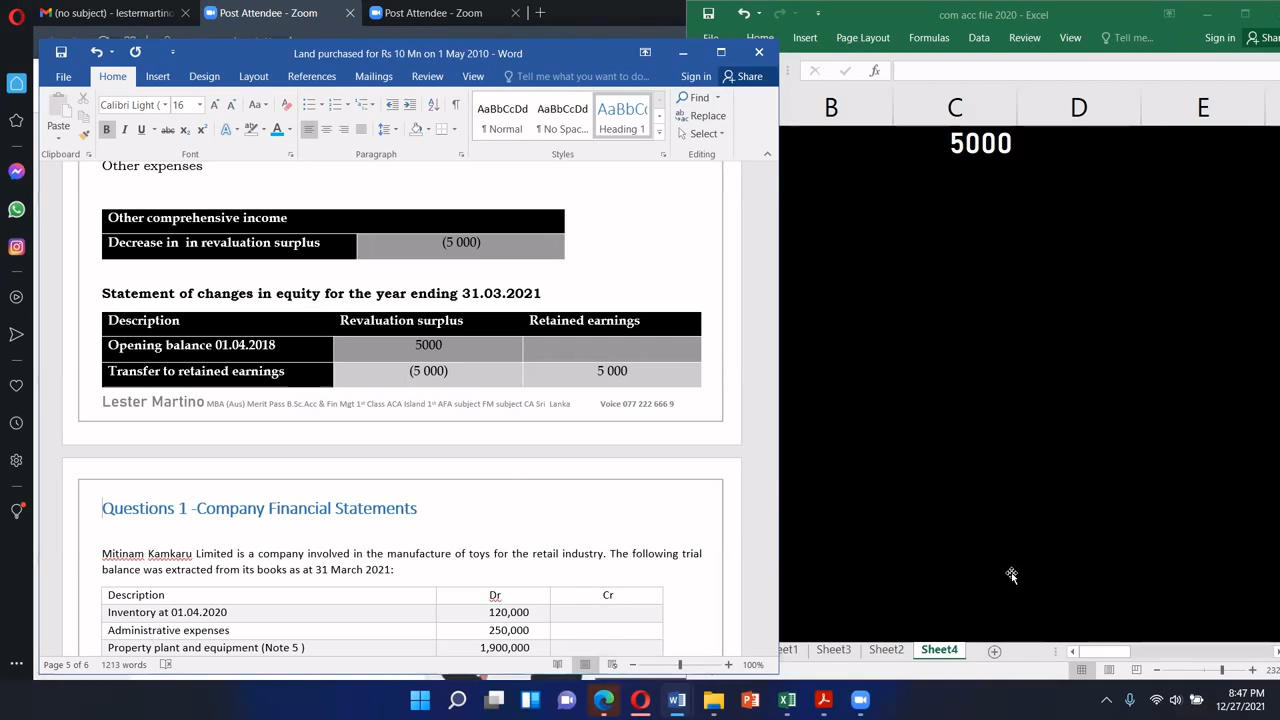 (no subject) - lestermartino
Post Attendee - Zoom
Post Attendee - Zoom
com acc file 2020 - Excel
File Insert Page Layout Formulas Data Review View Tell me... Sign in Share
Land purchased for Rs 10 Mn on 1 May 2010 - Word
File Home Insert Design Layout References Mailings Review View Tell me what you want to do... Sign in Share
Calibri Light ( 16
Paste
Clipboard
Font
Paragraph
AaBbCcDd AaBbCcDd AaBbCc
¶ Normal ¶ No Spac... Heading 1
Styles
Find
Replace
Select
Editing
B C D E
5000
Other expenses
Other comprehensive income
Decrease in in revaluation surplus (5 000)
Statement of changes in equity for the year ending 31.03.2021
Description Revaluation surplus Retained earnings
Opening balance 01.04.2018 5000
Transfer to retained earnings (5 000) 5 000
Lester Martino MBA (Aus) Merit Pass B.Sc.Acc & Fin Mgt 1st Class ACA Island 1st AFA subject FM subject CA Sri Lanka Voice 077 222 666 9
Questions 1 -Company Financial Statements
Mitinam Kamkaru Limited is a company involved in the manufacture of toys for the retail industry. The following trial
balance was extracted from its books as at 31 March 2021:
Description Dr Cr
Inventory at 01.04.2020 120,000
Administrative expenses 250,000
Property plant and equipment (Note 5 ) 1,900,000
Page 5 of 6 1213 words 100%
Sheet3 Sheet2 Sheet4
8:47 PM
12/27/2021